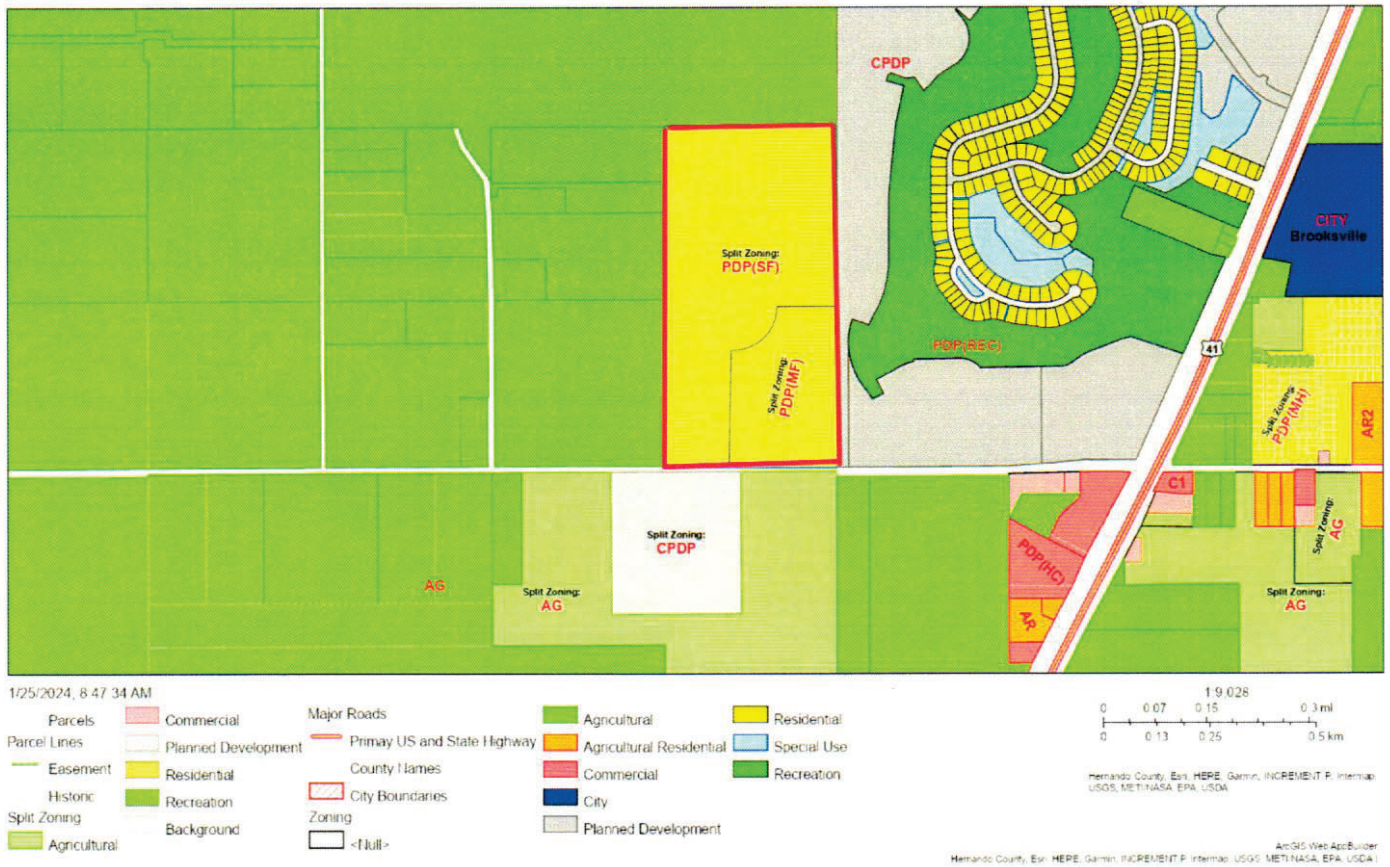 CPDP
CITY
Brooksville
Split Zoning:
PDP(SF)
41
PDP(REC)
Split Zoning:
PDP(MF)
Split Zoning:
PDP(MH)
AR2
C1
Split Zoning:
CPDP
PDP(HC)
Split Zoning:
AG
AG
Split Zoning:
AG
AR
Split Zoning:
AG
1/25/2024, 8 47 34 AM
Parcels
Parcel Lines
Easement
Historic
Split Zoning
Agricultural
Commercial
Planned Development
Residential
Recreation
Background
Major Roads
Primay US and State Highway
County Names
City Boundaries
Zoning
<Null>
Agricultural
Agricultural Residential
Commercial
City
Planned Development
Residential
Special Use
Recreation
1:9,028
0 0.07 0.15 0.3 mi
0 0.13 0.25 0.5 km
Hernando County, Esri, HERE, Garmin, INCREMENT P, Intermap,
USGS, METI/NASA, EPA, USDA
ArcGIS Web AppBuilder
Hernando County, Esri, HERE, Garmin, INCREMENT P, Intermap, USGS, METI/NASA, EPA, USDA |